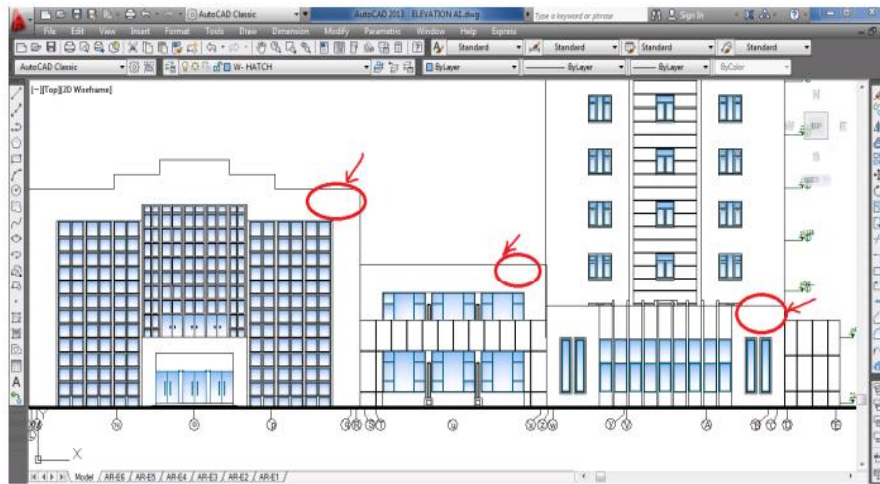 AutoCAD Classic
AutoCAD 2013 ELEVATION A1.dwg
Type a keyword or phrase
Sign In
File Edit View Insert Format Tools Draw Dimension Modify Parametric Window Help Express
Standard Standard Standard Standard
AutoCAD Classic W- HATCH ByLayer ByLayer ByLayer ByColor
[-][Top][2D Wireframe]
Y
X
Model AR-E6 AR-E5 AR-E4 AR-E3 AR-E2 AR-E1